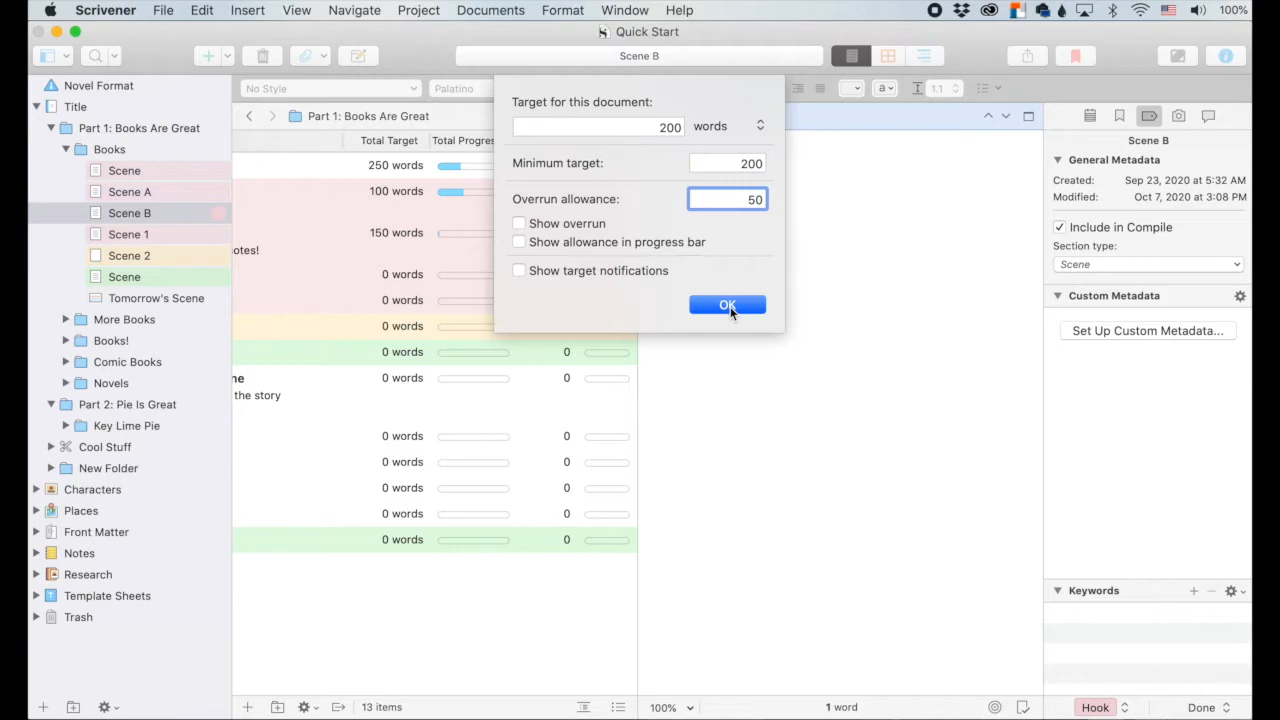 Scrivener File Edit Insert View Navigate Project Documents Format Window Help 100%
Quick Start
Scene B
No Style Palatino a 1.1
Novel Format
Title
Part 1: Books Are Great
Books
Scene
Scene A
Scene B
Scene 1
Scene 2
Scene
Tomorrow's Scene
More Books
Books!
Comic Books
Novels
Part 2: Pie Is Great
Key Lime Pie
Cool Stuff
New Folder
Characters
Places
Front Matter
Notes
Research
Template Sheets
Trash
Part 1: Books Are Great
Total Target Total Progres
250 words
100 words
150 words
otes!
0 words
0 words
0 words
0 words 0
ne 0 words 0
the story
0 words 0
0 words 0
0 words 0
0 words 0
0 words 0
13 items
Target for this document:
200 words
Minimum target: 200
Overrun allowance: 50
Show overrun
Show allowance in progress bar
Show target notifications
OK
100% 1 word
Scene B
General Metadata
Created: Sep 23, 2020 at 5:32 AM
Modified: Oct 7, 2020 at 3:08 PM
Include in Compile
Section type:
Scene
Custom Metadata
Set Up Custom Metadata...
Keywords
Hook Done